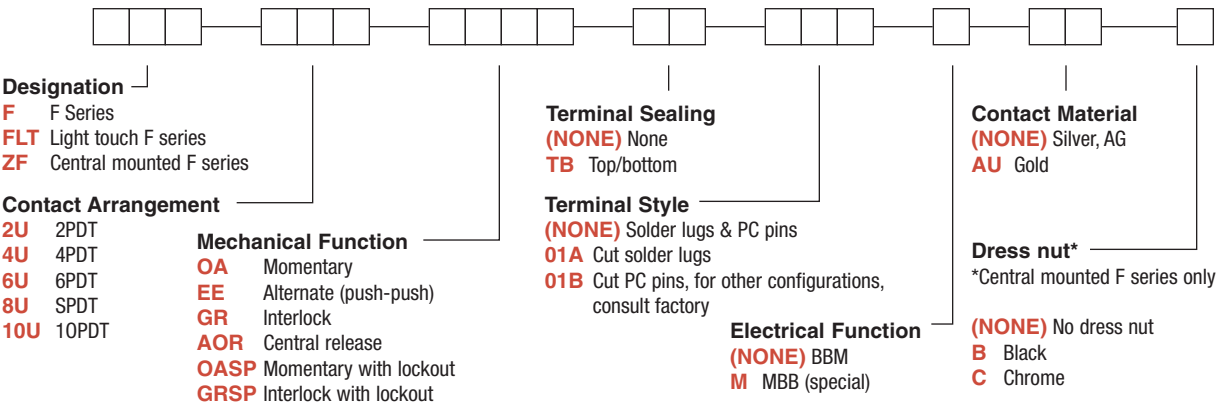 Designation
F F Series
FLT Light touch F series
ZF Central mounted F series
Contact Arrangement
2U 2PDT
4U 4PDT
6U 6PDT
8U SPDT
10U 10PDT
Mechanical Function
OA Momentary
EE Alternate (push-push)
GR Interlock
AOR Central release
OASP Momentary with lockout
GRSP Interlock with lockout
Terminal Sealing
(NONE) None
TB Top/bottom
Terminal Style
(NONE) Solder lugs & PC pins
01A Cut solder lugs
01B Cut PC pins, for other configurations,
consult factory
Electrical Function
(NONE) BBM
M MBB (special)
Contact Material
(NONE) Silver, AG
AU Gold
Dress nut*
*Central mounted F series only
(NONE) No dress nut
B Black
C Chrome